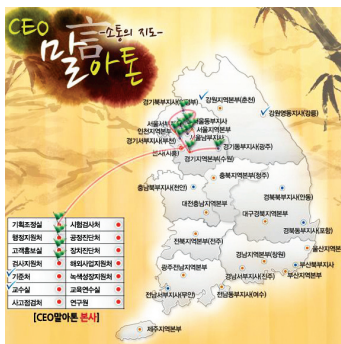 CEO
말言아톤
-소통의 지도-
경기북부지사(의정부)
강원지역본부(춘천)
강원영동지사(강릉)
서울동부지사
서울지역본부
인천지역본부
서울남부지사
경기서부지사(부천)
경기동부지사(광주)
본사(시흥)
경기지역본부(수원)
충북지역본부(청주)
충남북부지사(천안)
경북북부지사(안동)
대전충남지역본부
대구경북지역본부
경북동부지사(포항)
전북지역본부(전주)
울산지역본
경남지역본부(창원)
부산북부지사
광주전남지역본부
경남서부지사(진주)
부산지역본부
전남서부지사(무안)
전남동부지사(여수)
제주지역본부
기획조정실 시험검사처
행정지원처 공정진단처
고객홍보실 장치진단처
검사지원처 해외사업지원처
기준처 녹색성장지원처
교수실 교육연수실
사고점검처 연구원
[CEO말아톤 본사]